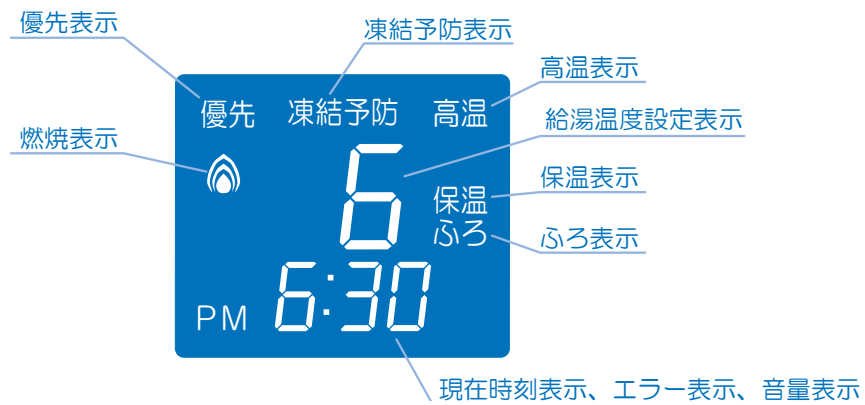 優先表示
凍結予防表示
高温表示
優先 凍結予防 高温
給湯温度設定表示
燃焼表示
6
保温表示
保温
ふろ
ふろ表示
PM 6:30
現在時刻表示、エラー表示、音量表示